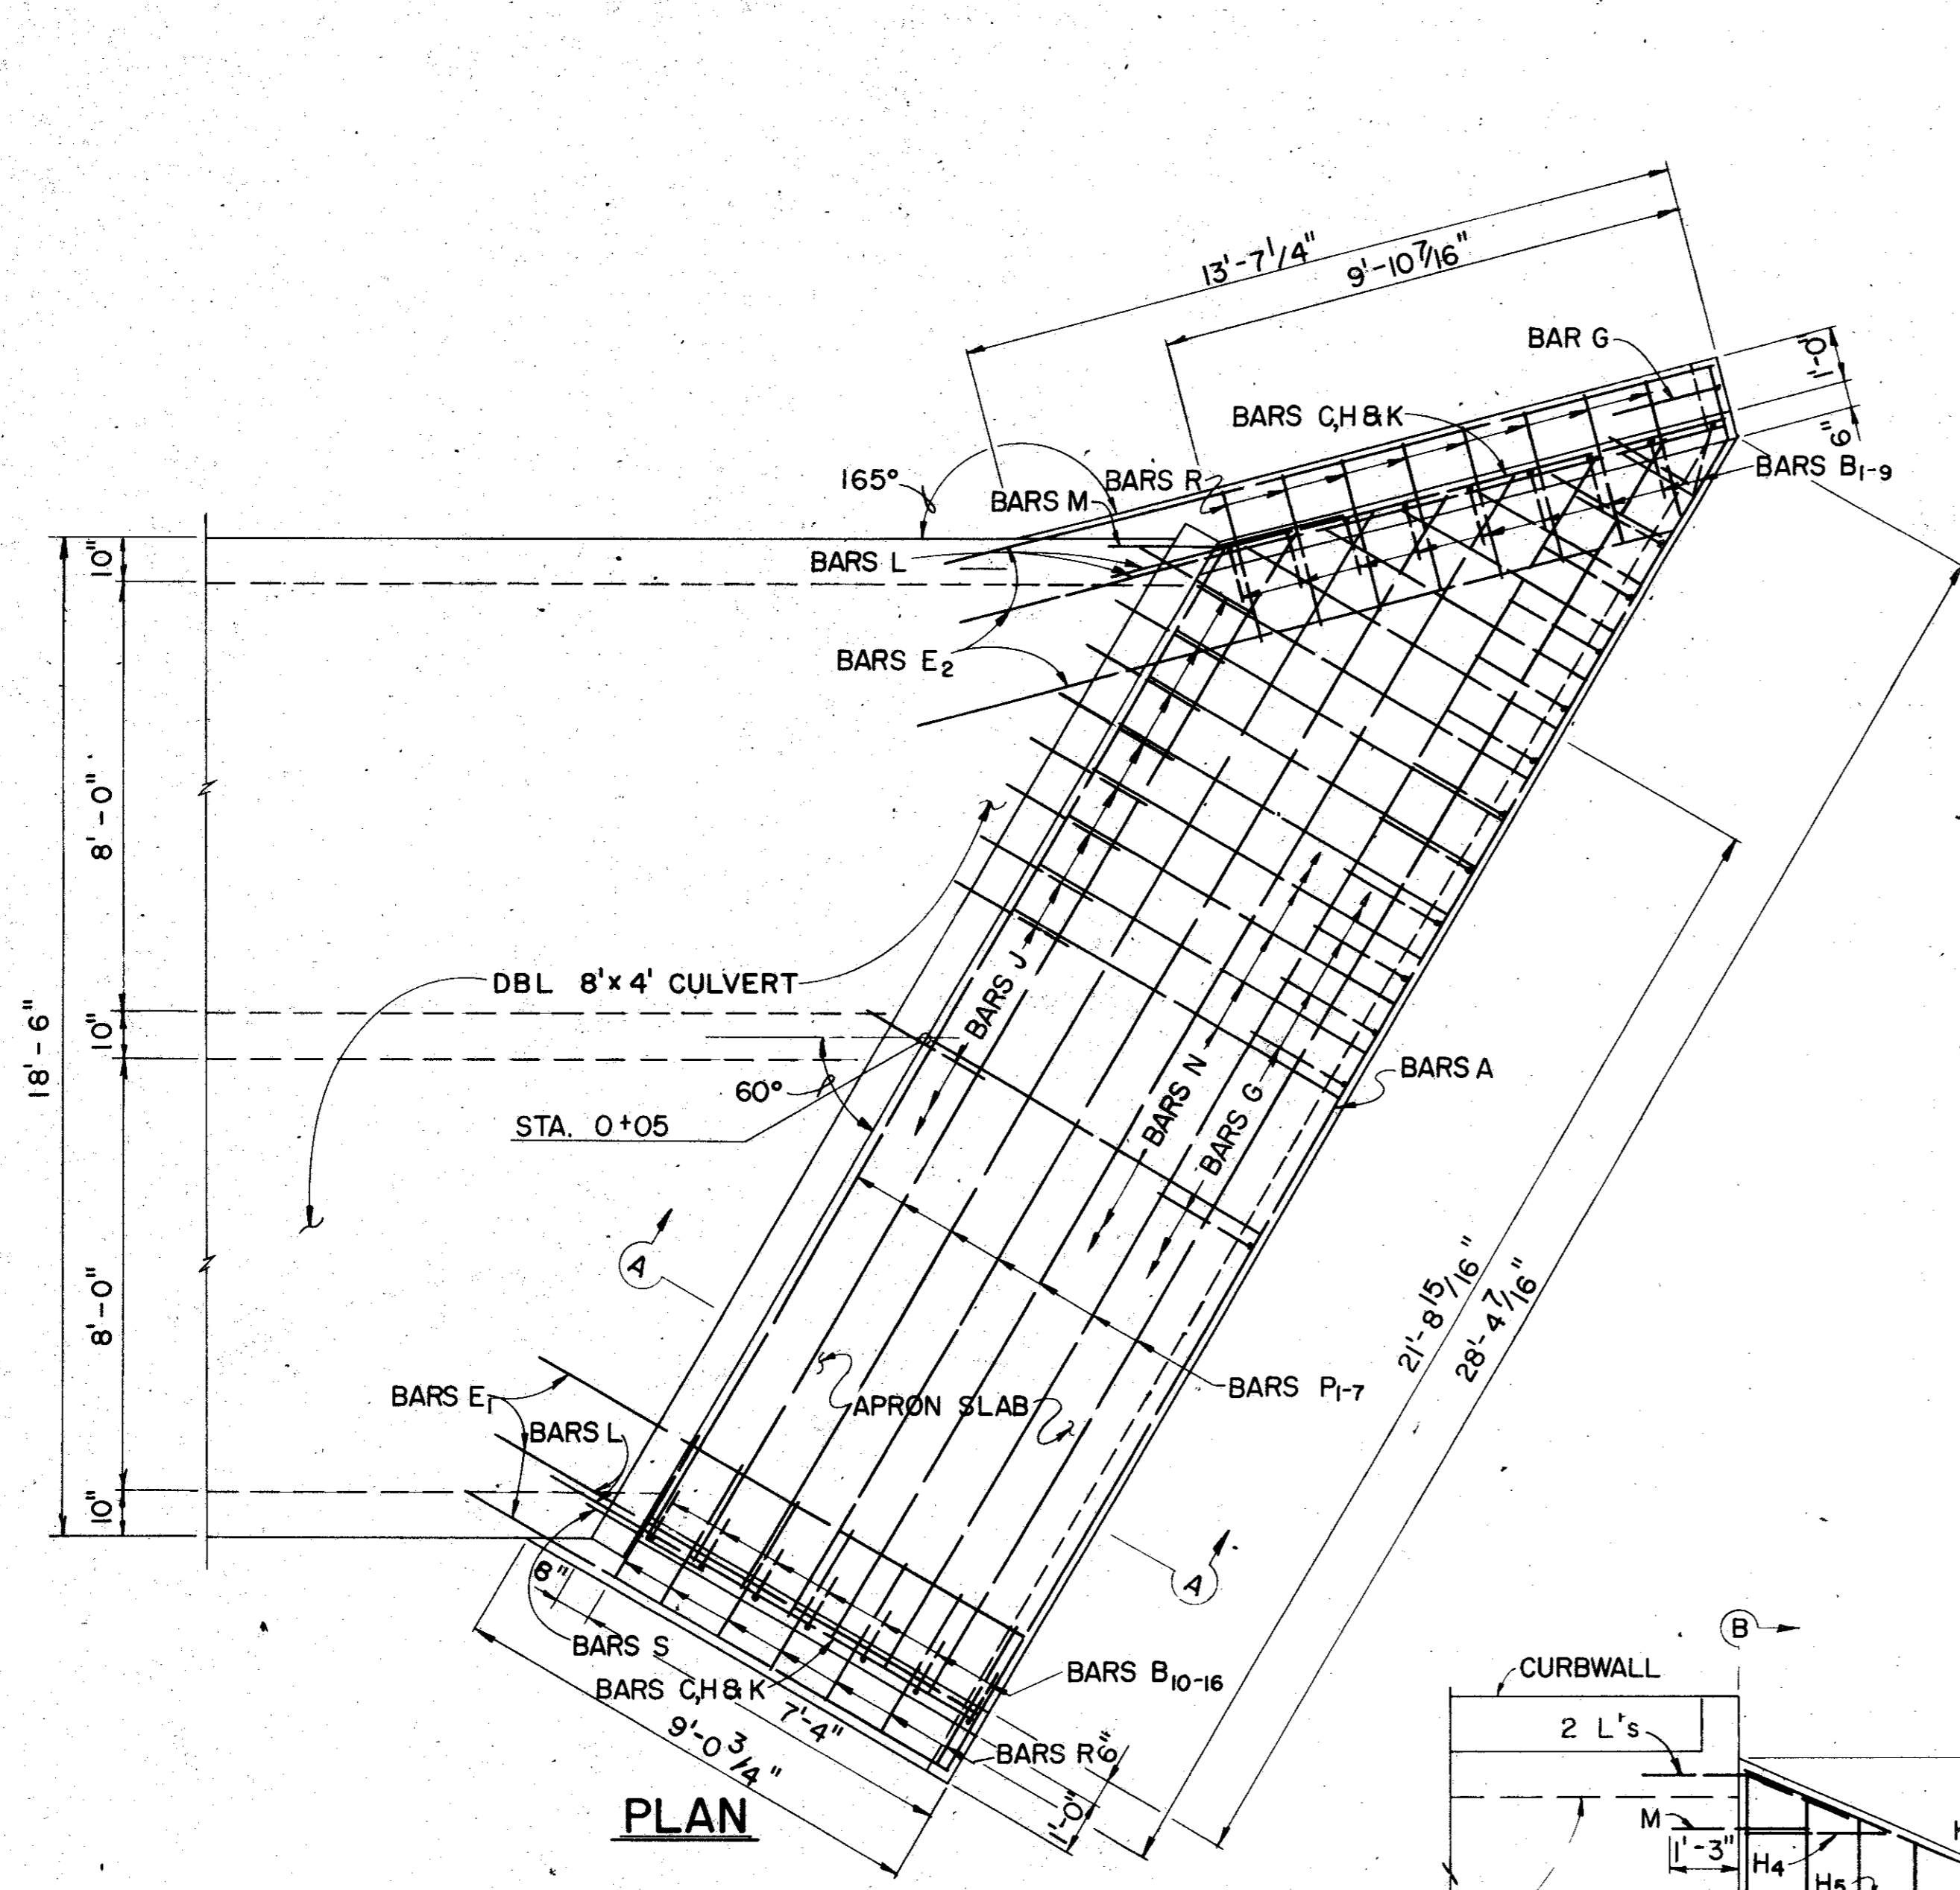 13'-7 1/4"
9'-10 7/16"
BAR G
1'-0"
6"
BARS C,H & K
BARS B1-9
165°
BARS R
BARS M
BARS L
10"
BARS E2
8'-0"
DBL 8'x4' CULVERT
BARS J
10"
18'-6"
BARS N
BARS G
BARS A
60°
STA. 0+05
A
8'-0"
21'-8 15/16"
28'-4 7/16"
BARS P1-7
BARS E1
APRON SLAB
BARS L
10"
8"
A
BARS S
BARS C,H & K
BARS B10-16
7'-4"
9'-0 3/4"
BARS R
6"
1'-0"
PLAN
B
CURBWALL
2 L's
M
1'-3"
H4
H5